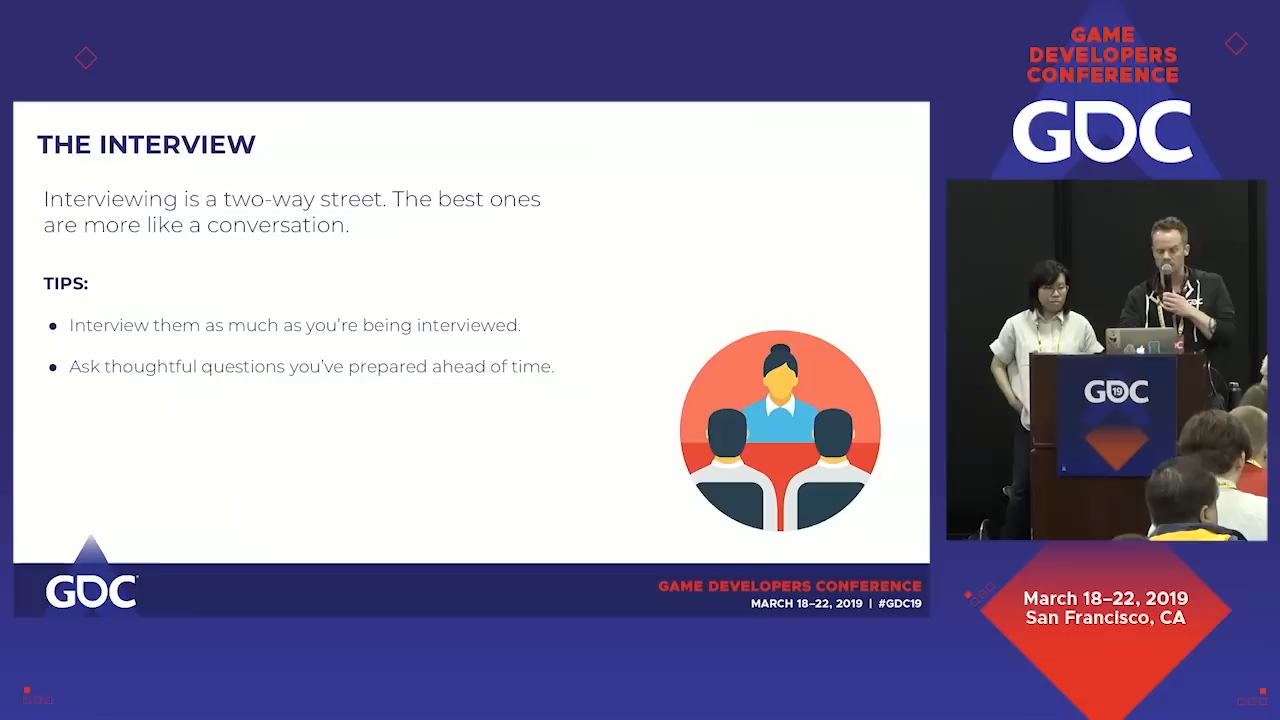 GAME
DEVELOPERS
CONFERENCE
GDC
THE INTERVIEW
Interviewing is a two-way street. The best ones
are more like a conversation.
TIPS:
● Interview them as much as you're being interviewed.
● Ask thoughtful questions you've prepared ahead of time.
GDC
GAME DEVELOPERS CONFERENCE
MARCH 18–22, 2019 | #GDC19
GDC
19
March 18–22, 2019
San Francisco, CA